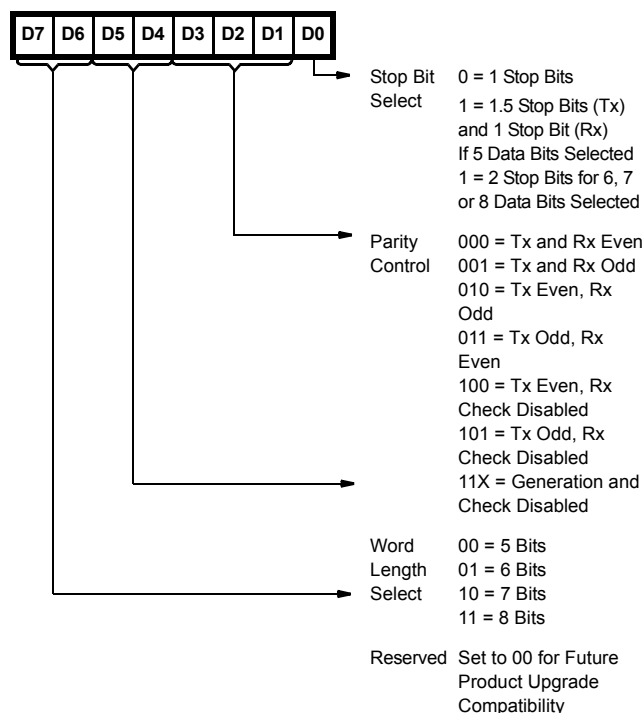 D7 D6 D5 D4 D3 D2 D1 D0
Stop Bit 0 = 1 Stop Bits
Select 1 = 1.5 Stop Bits (Tx)
and 1 Stop Bit (Rx)
If 5 Data Bits Selected
1 = 2 Stop Bits for 6, 7
or 8 Data Bits Selected
Parity 000 = Tx and Rx Even
Control 001 = Tx and Rx Odd
010 = Tx Even, Rx
Odd
011 = Tx Odd, Rx
Even
100 = Tx Even, Rx
Check Disabled
101 = Tx Odd, Rx
Check Disabled
11X = Generation and
Check Disabled
Word 00 = 5 Bits
Length 01 = 6 Bits
Select 10 = 7 Bits
11 = 8 Bits
Reserved Set to 00 for Future
Product Upgrade
Compatibility